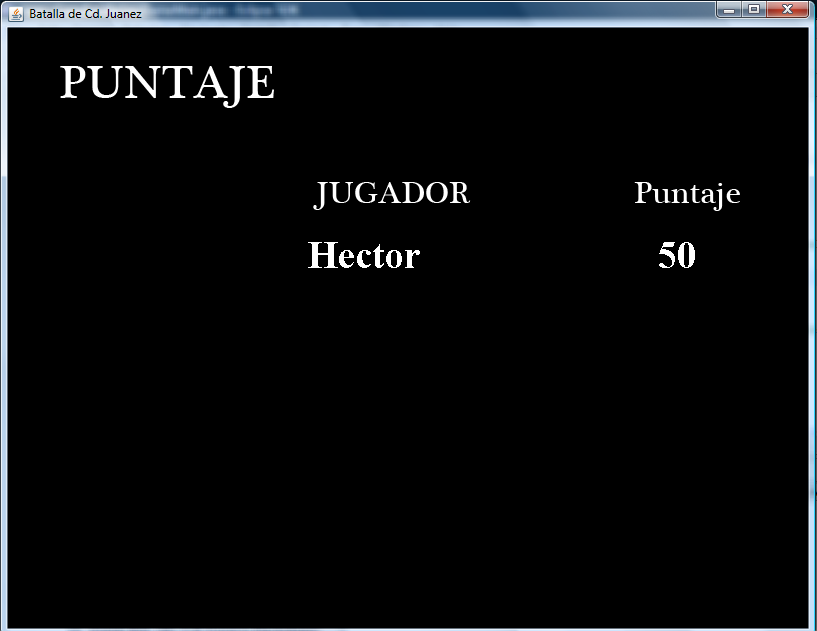 Batalla de Cd. Juanez
PUNTAJE
JUGADOR Puntaje
Hector 50